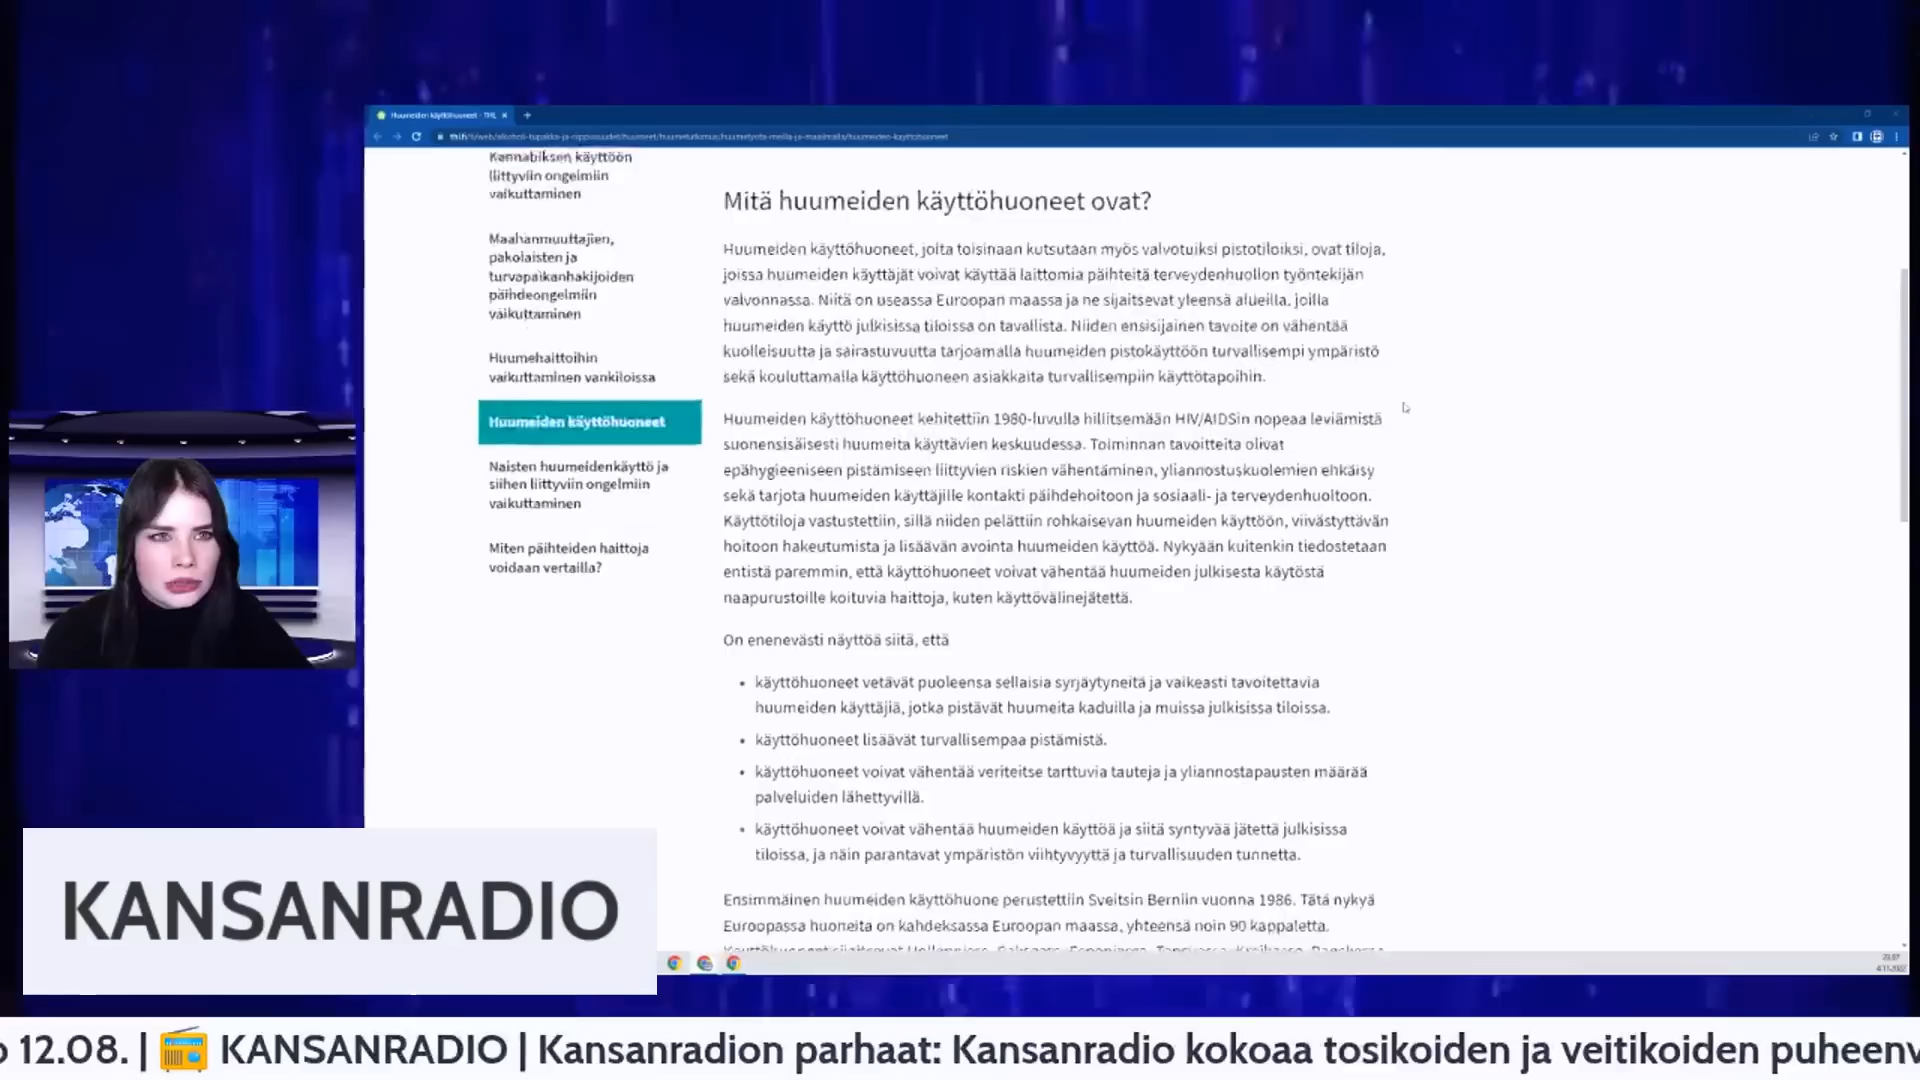 Huumeiden käyttöhuoneet - THL
Kannabiksen käyttöön
liittyviin ongelmiin
vaikuttaminen
Maahanmuuttajien,
pakolaisten ja
turvapaikanhakijoiden
päihdeongelmiin
vaikuttaminen
Huumehaittoihin
vaikuttaminen vankiloissa
Huumeiden käyttöhuoneet
Naisten huumeidenkäyttö ja
siihen liittyviin ongelmiin
vaikuttaminen
Miten päihteiden haittoja
voidaan vertailla?
Mitä huumeiden käyttöhuoneet ovat?
Huumeiden käyttöhuoneet, joita toisinaan kutsutaan myös valvotuiksi pistotiloiksi, ovat tiloja,
joissa huumeiden käyttäjät voivat käyttää laittomia päihteitä terveydenhuollon työntekijän
valvonnassa. Niitä on useassa Euroopan maassa ja ne sijaitsevat yleensä alueilla, joilla
huumeiden käyttö julkisissa tiloissa on tavallista. Niiden ensisijainen tavoite on vähentää
kuolleisuutta ja sairastuvuutta tarjoamalla huumeiden pistokäyttöön turvallisempi ympäristö
sekä kouluttamalla käyttöhuoneen asiakkaita turvallisempiin käyttötapoihin.
Huumeiden käyttöhuoneet kehitettiin 1980-luvulla hillitsemään HIV/AIDSin nopeaa leviämistä
suonensisäisesti huumeita käyttävien keskuudessa. Toiminnan tavoitteita olivat
epähygieeniseen pistämiseen liittyvien riskien vähentäminen, yliannostuskuolemien ehkäisy
sekä tarjota huumeiden käyttäjille kontakti päihdehoitoon ja sosiaali- ja terveydenhuoltoon.
Käyttötiloja vastustettiin, sillä niiden pelättiin rohkaisevan huumeiden käyttöön, viivästyttävän
hoitoon hakeutumista ja lisäävän avointa huumeiden käyttöä. Nykyään kuitenkin tiedostetaan
entistä paremmin, että käyttöhuoneet voivat vähentää huumeiden julkisesta käytöstä
naapurustoille koituvia haittoja, kuten käyttövälinejätettä.
On enenevästi näyttöä siitä, että
• käyttöhuoneet vetävät puoleensa sellaisia syrjäytyneitä ja vaikeasti tavoitettavia
huumeiden käyttäjiä, jotka pistävät huumeita kaduilla ja muissa julkisissa tiloissa.
• käyttöhuoneet lisäävät turvallisempaa pistämistä.
• käyttöhuoneet voivat vähentää veriteitse tarttuvia tauteja ja yliannostapausten määrää
palveluiden lähettyvillä.
• käyttöhuoneet voivat vähentää huumeiden käyttöä ja siitä syntyvää jätettä julkisissa
tiloissa, ja näin parantavat ympäristön viihtyvyyttä ja turvallisuuden tunnetta.
Ensimmäinen huumeiden käyttöhuone perustettiin Sveitsin Berniin vuonna 1986. Tätä nykyä
Euroopassa huoneita on kahdeksassa Euroopan maassa, yhteensä noin 90 kappaletta.
KANSANRADIO
23.07
4.11.2022
o 12.08. | KANSANRADIO | Kansanradion parhaat: Kansanradio kokoaa tosikoiden ja veitikoiden puheenv